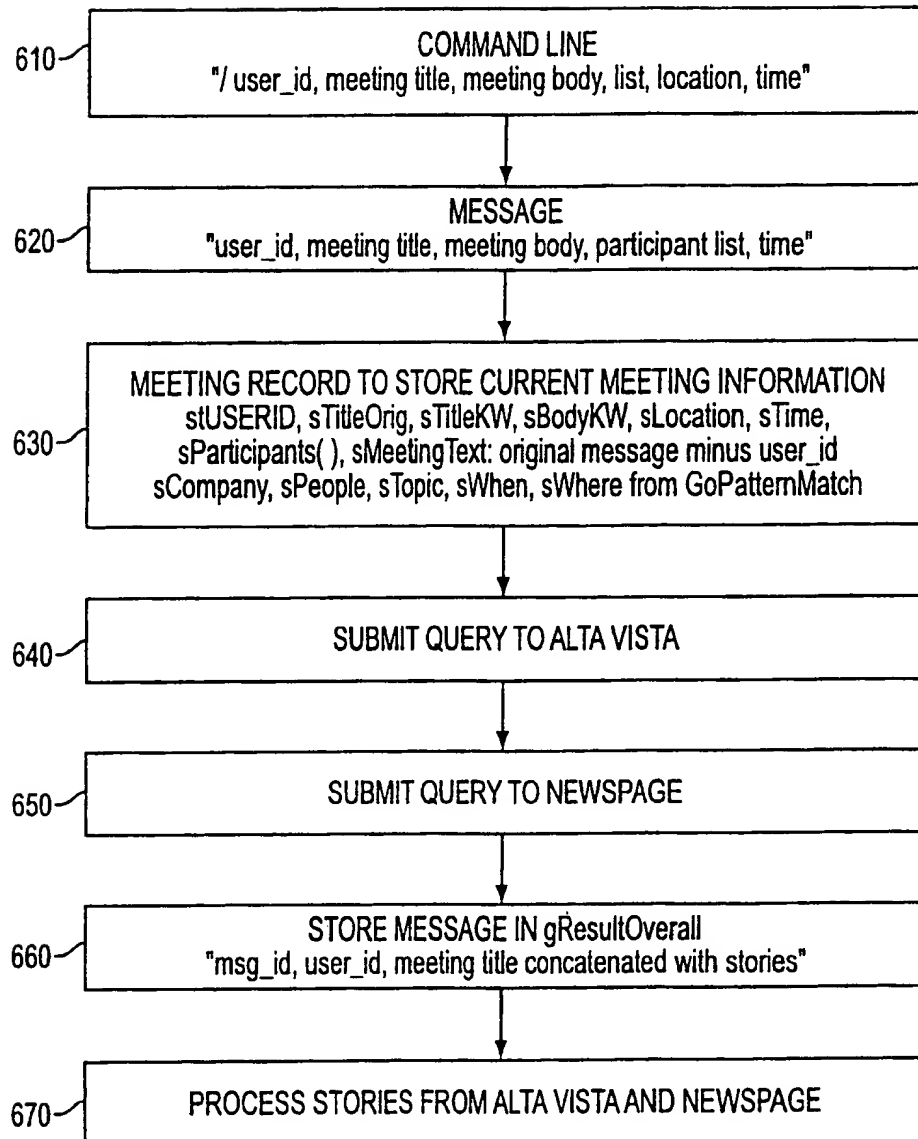 610
COMMAND LINE
"/ user_id, meeting title, meeting body, list, location, time"
620
MESSAGE
"user_id, meeting title, meeting body, participant list, time"
630
MEETING RECORD TO STORE CURRENT MEETING INFORMATION
stUSERID, sTitleOrig, sTitleKW, sBodyKW, sLocation, sTime,
sParticipants( ), sMeetingText: original message minus user_id
sCompany, sPeople, sTopic, sWhen, sWhere from GoPatternMatch
640
SUBMIT QUERY TO ALTA VISTA
650
SUBMIT QUERY TO NEWSPAGE
660
STORE MESSAGE IN gResultOverall
"msg_id, user_id, meeting title concatenated with stories"
670
PROCESS STORIES FROM ALTA VISTA AND NEWSPAGE